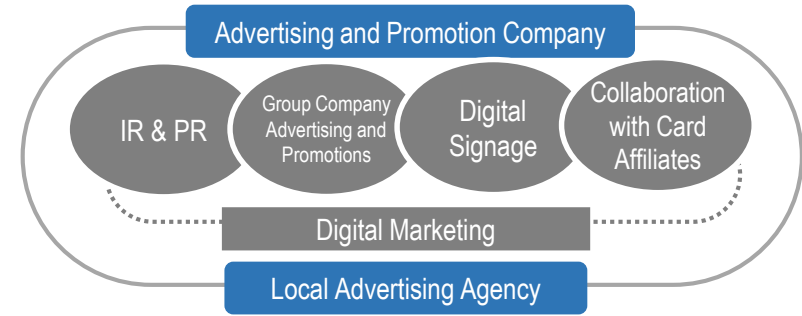 Advertising and Promotion Company
IR & PR
Group Company
Advertising and
Promotions
Digital
Signage
Collaboration
with Card
Affiliates
Digital Marketing
Local Advertising Agency